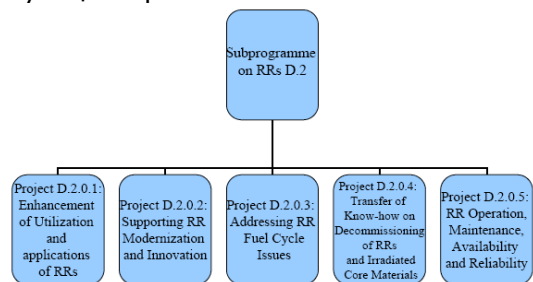 Subprogramme
on RRs D.2
Project D.2.0.1:
Enhancement
of Utilization
and
applications
of RRs
Project D.2.0.2:
Supporting RR
Modernization
and Innovation
Project D.2.0.3:
Addressing RR
Fuel Cycle
Issues
Project D.2.0.4:
Transfer of
Know-how on
Decommissioning
of RRs
and Irradiated
Core Materials
Project D.2.0.5:
RR Operation,
Maintenance,
Availability
and Reliability